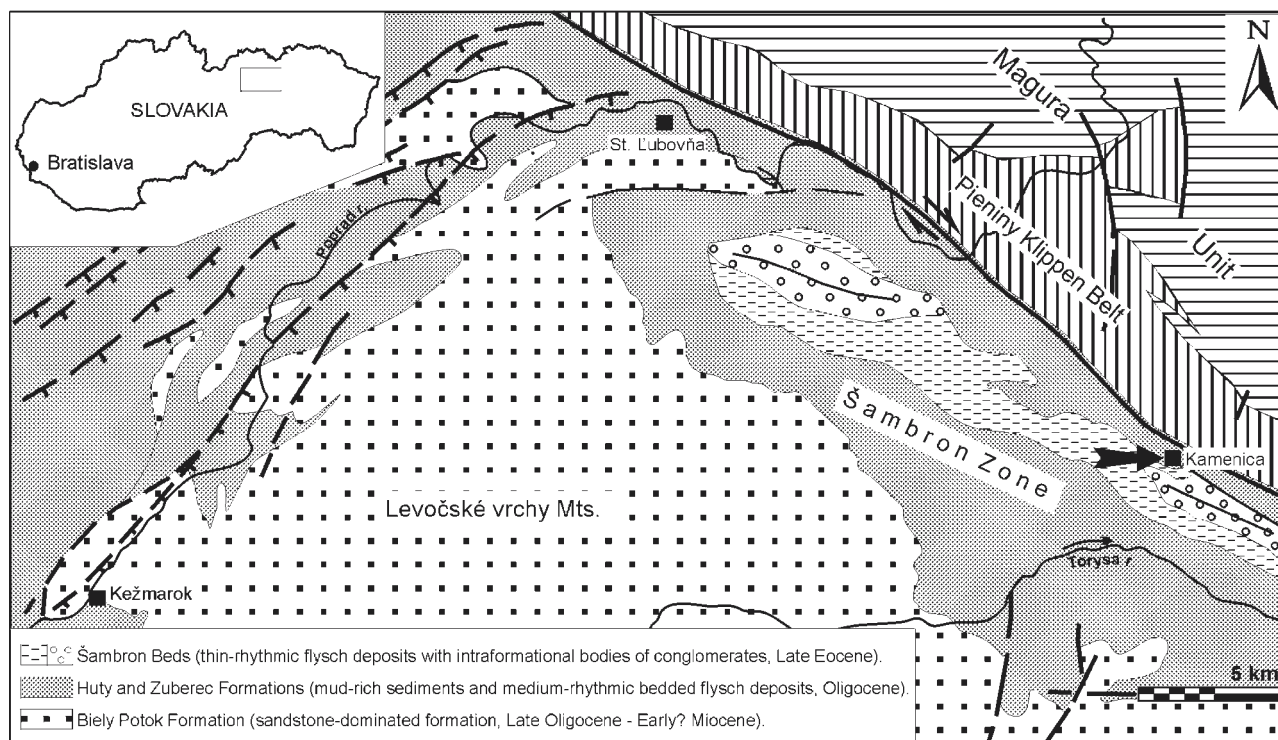 SLOVAKIA
Bratislava
N
Magura
Unit
Pieniny Klippen Belt
St. Ľubovňa
Poprad r.
Šambron Zone
Kamenica
Levočské vrchy Mts.
Torysa r.
Kežmarok
5 km
Šambron Beds (thin-rhythmic flysch deposits with intraformational bodies of conglomerates, Late Eocene).
Huty and Zuberec Formations (mud-rich sediments and medium-rhythmic bedded flysch deposits, Oligocene).
Biely Potok Formation (sandstone-dominated formation, Late Oligocene - Early? Miocene).